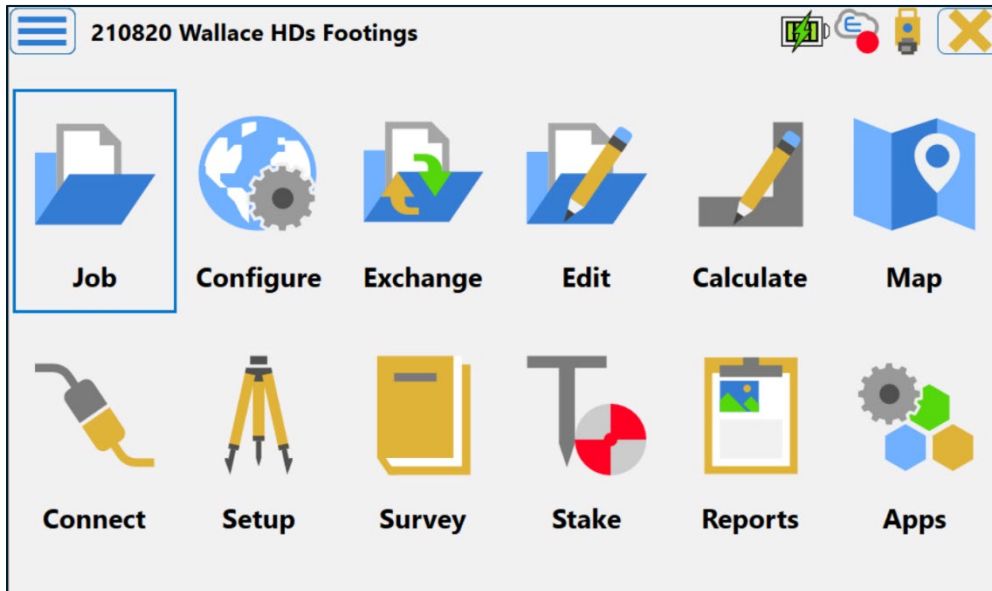 210820 Wallace HDs Footings
Job Configure Exchange Edit Calculate Map
Connect Setup Survey Stake Reports Apps